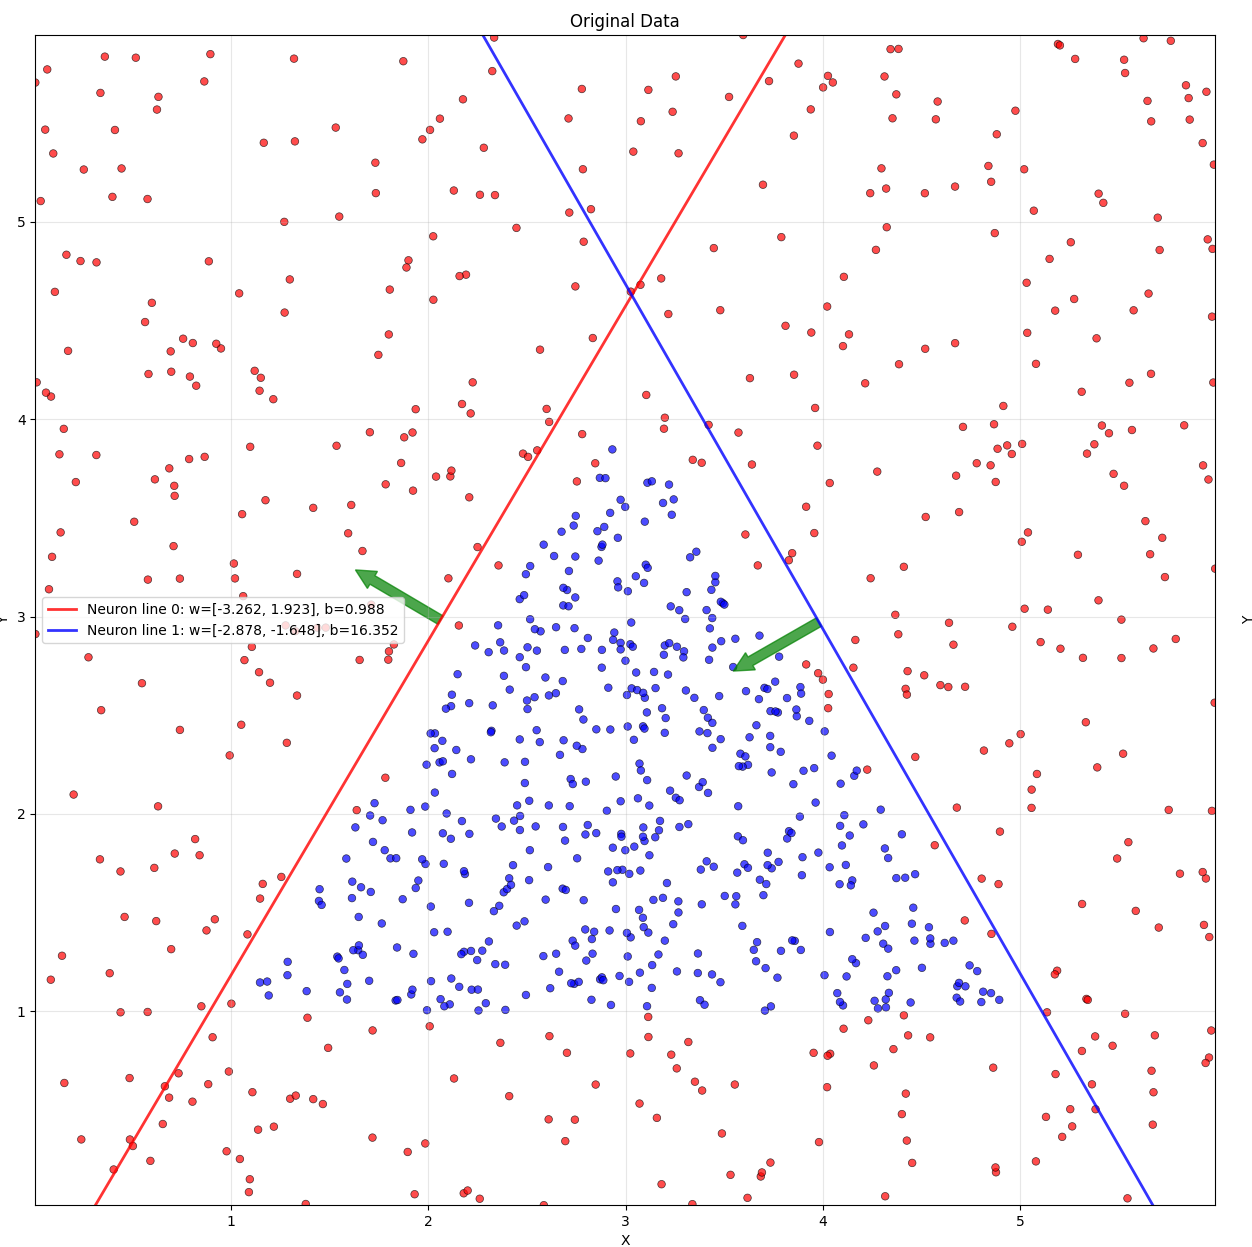 Original Data
5
4
3
2
1
Y
Y
Neuron line 0: w=[-3.262, 1.923], b=0.988
Neuron line 1: w=[-2.878, -1.648], b=16.352
1 2 3 4 5
X